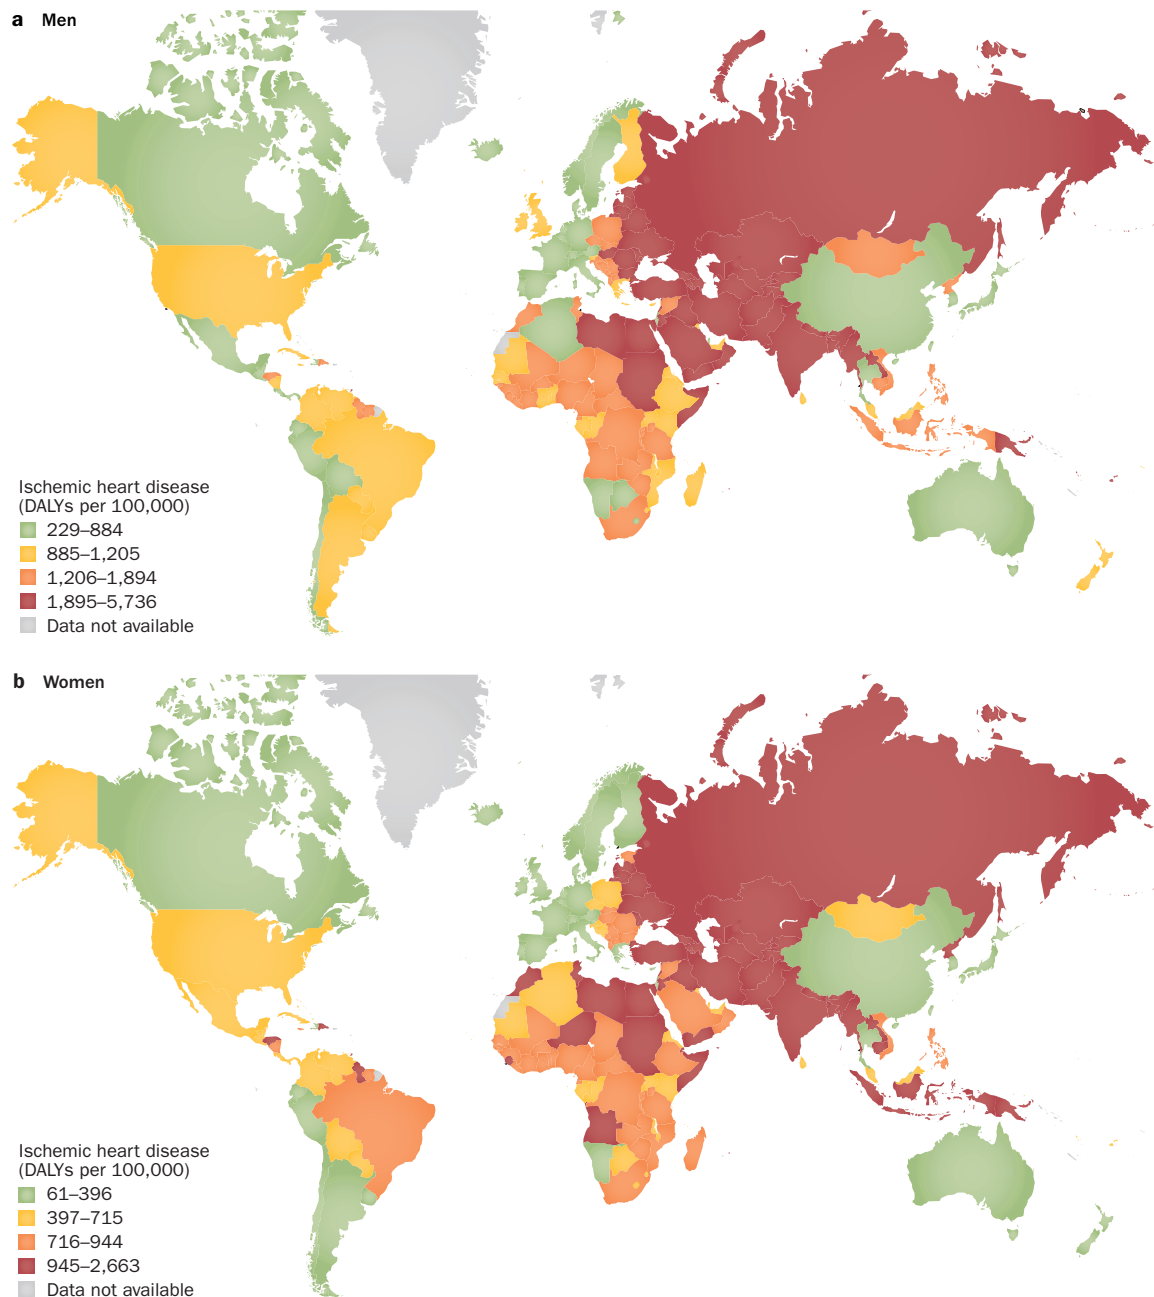 a Men
Ischemic heart disease
(DALYs per 100,000)
229–884
885–1,205
1,206–1,894
1,895–5,736
Data not available
b Women
Ischemic heart disease
(DALYs per 100,000)
61–396
397–715
716–944
945–2,663
Data not available